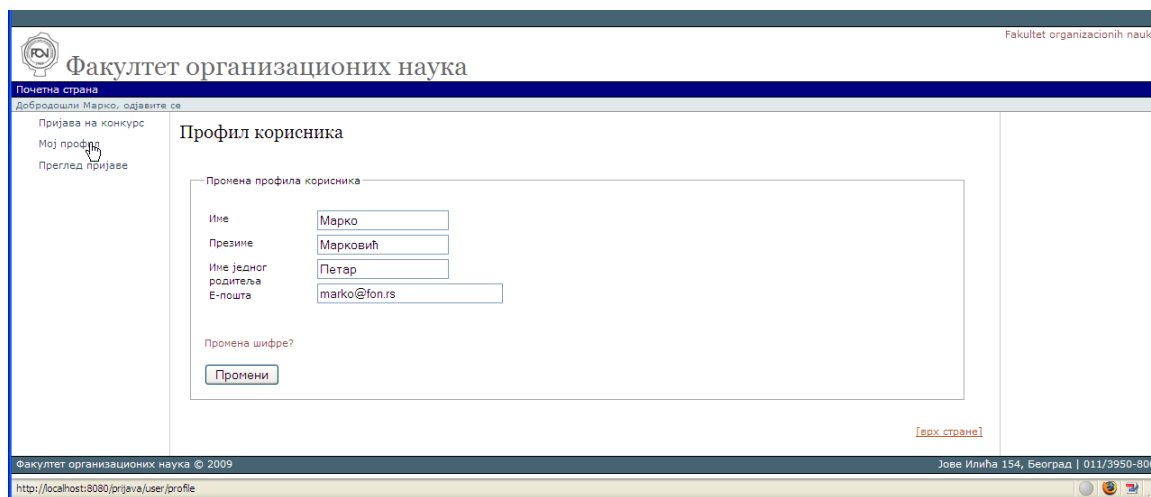 Fakultet organizacionih nauk
FON
Факултет организационих наука
Почетна страна
Добродошли Марко, одјавите се
Пријава на конкурс
Мој профил
Преглед пријаве
Профил корисника
Промена профила корисника
Име
Марко
Презиме
Марковић
Име једног
родитеља
Петар
Е-пошта
marko@fon.rs
Промена шифре?
Промени
[врх стране]
Факултет организационих наука © 2009
Јове Илића 154, Београд | 011/3950-800
http://localhost:8080/prijava/user/profile